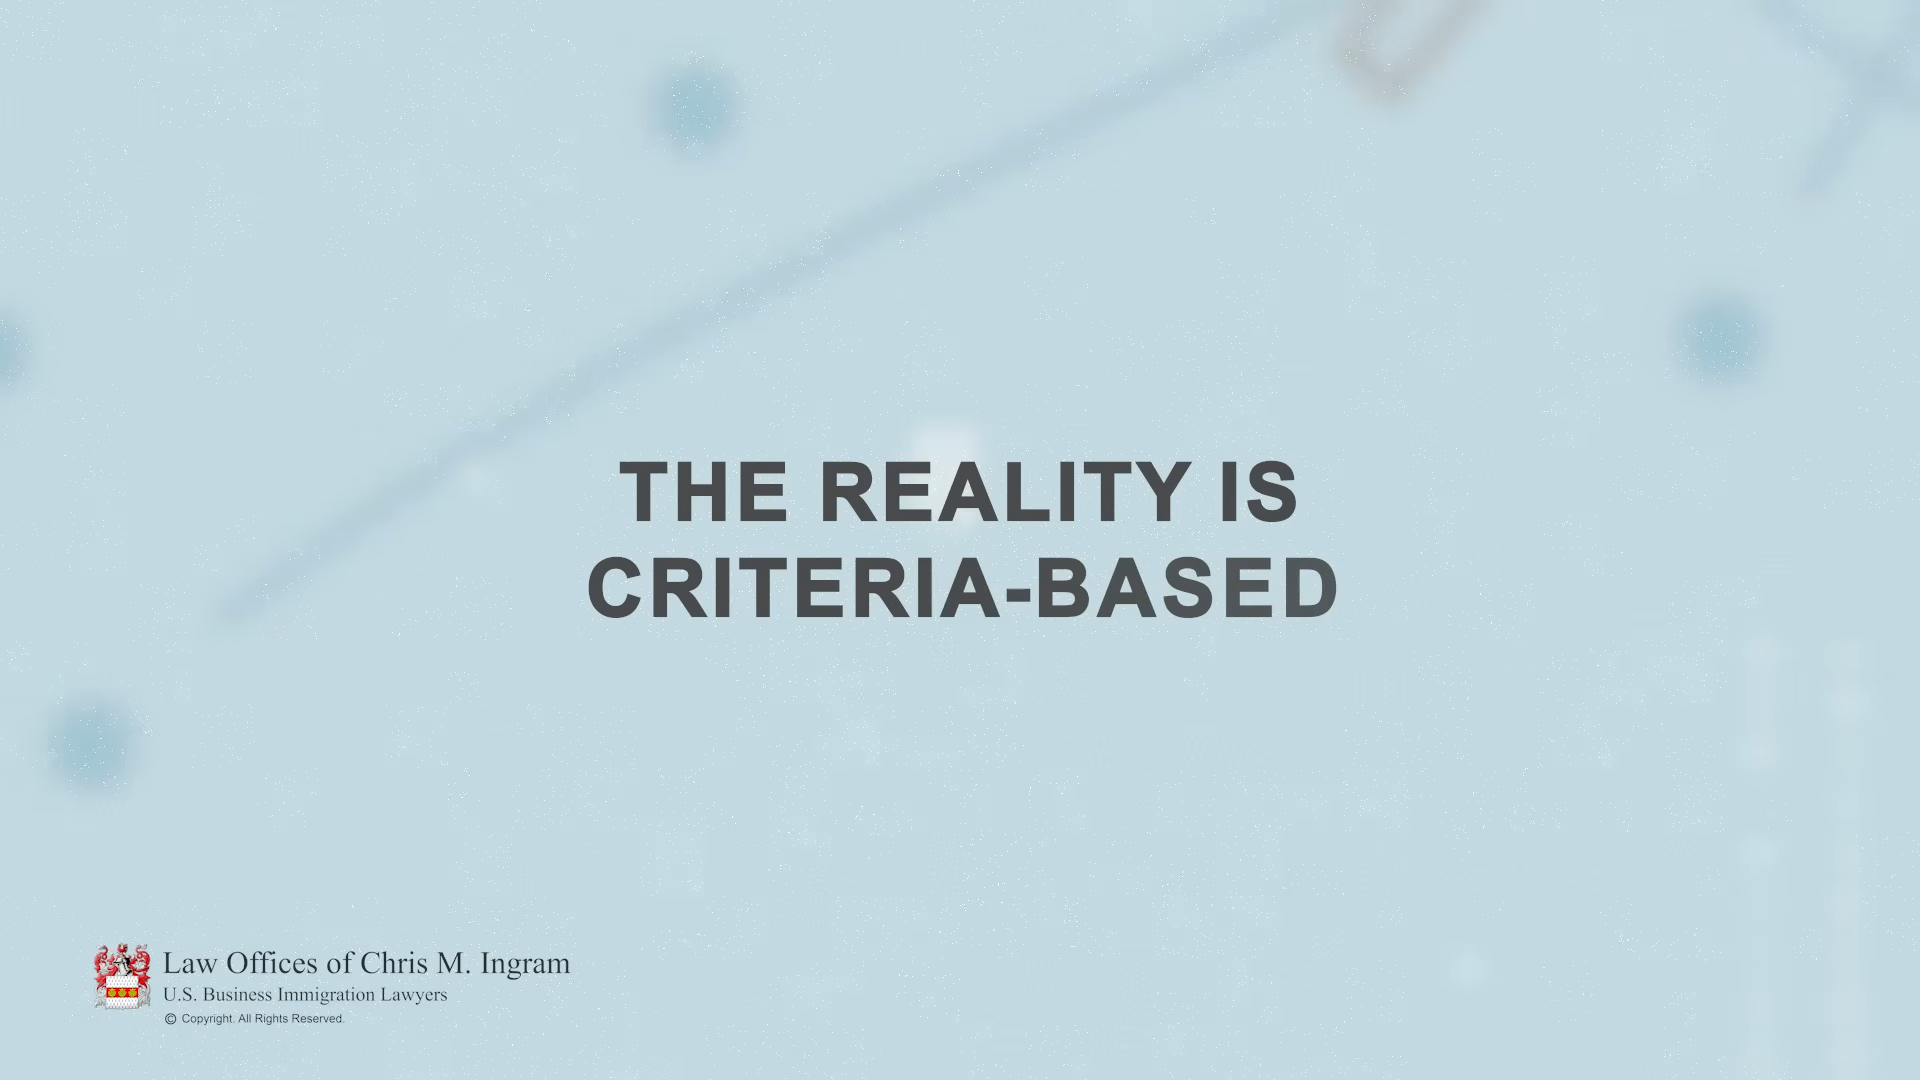 THE REALITY IS
CRITERIA-BASED
Law Offices of Chris M. Ingram
U.S. Business Immigration Lawyers
© Copyright. All Rights Reserved.